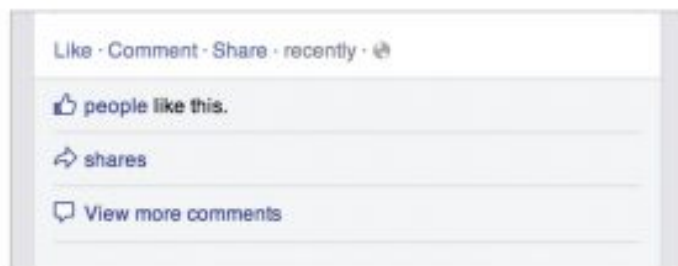 Like · Comment · Share · recently ·
people like this.
shares
View more comments